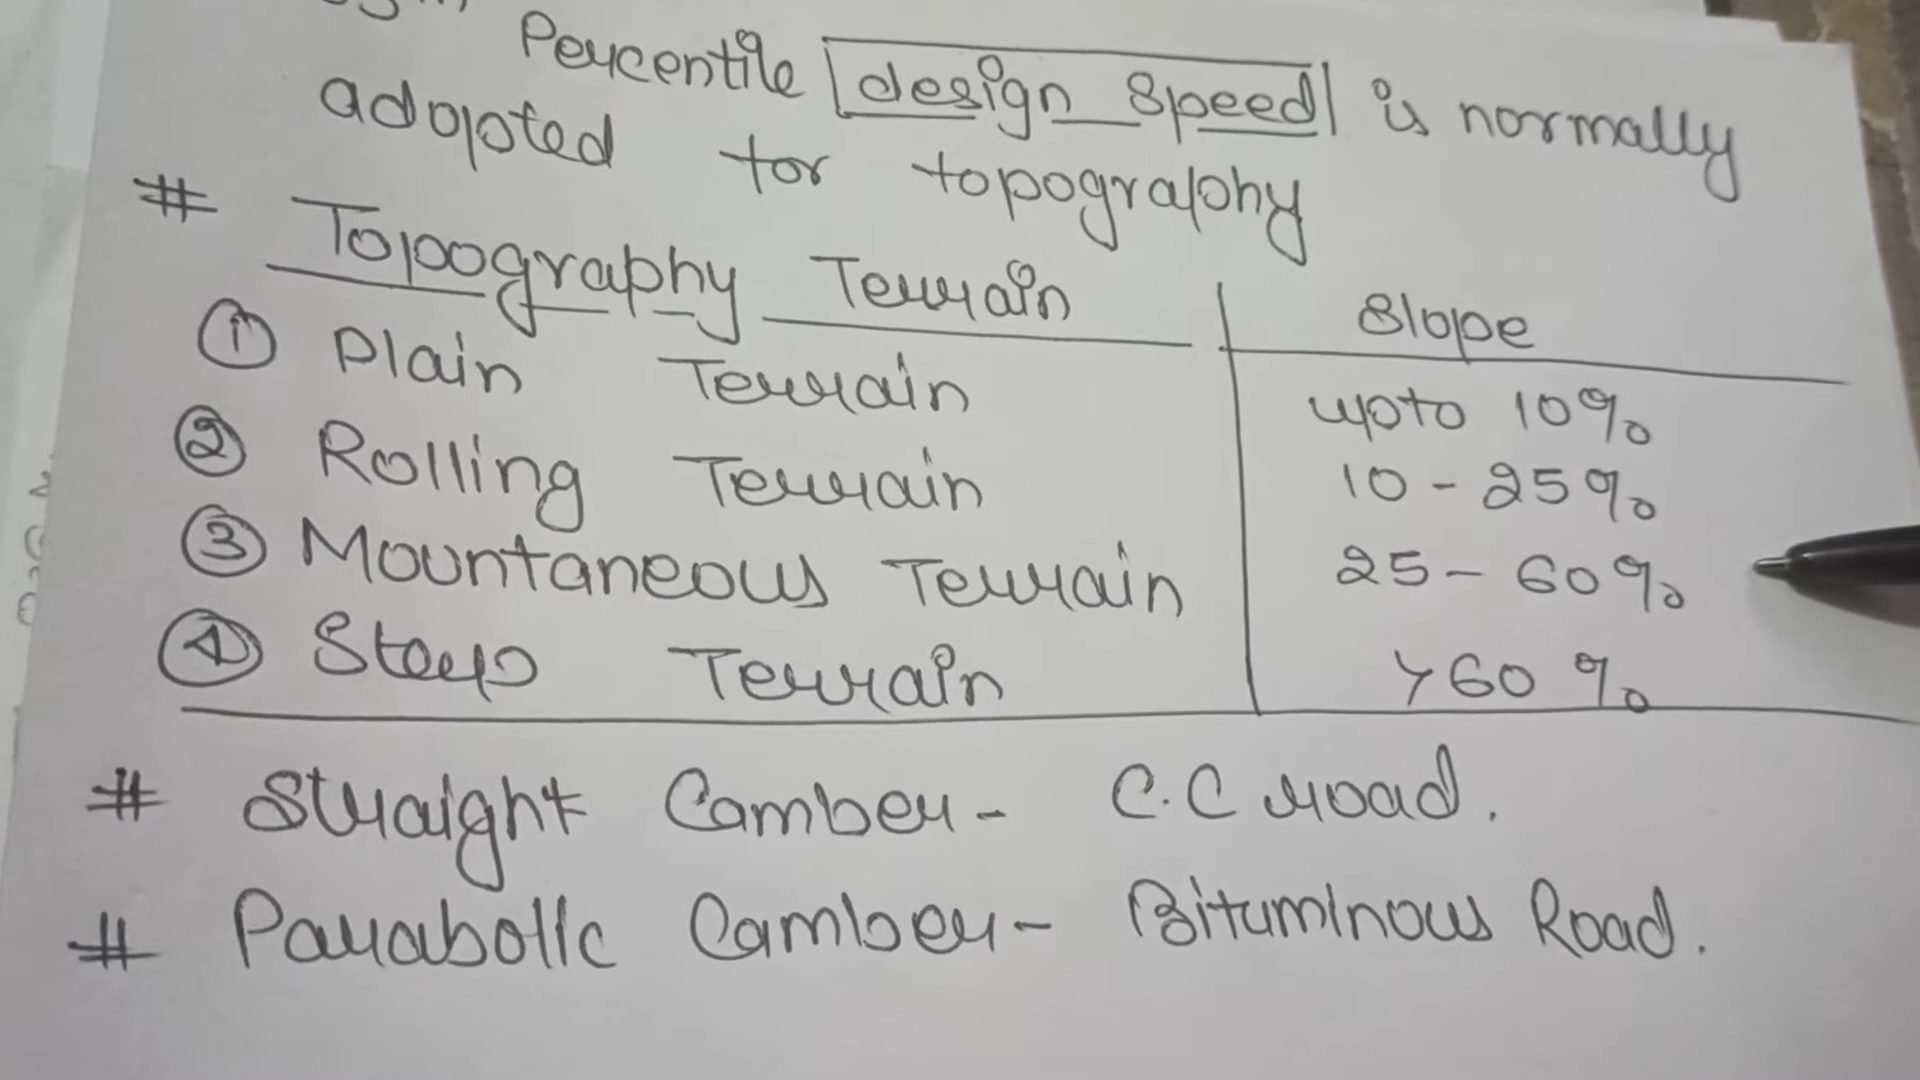 Percentile design speed is normally
adopted for topography
# Topography Terrain | Slope
① Plain Terrain | upto 10%
② Rolling Terrain | 10 - 25%
③ Mountaneous Terrain | 25 - 60%
④ Steep Terrain | >60%
# Straight Camber - C.C road.
# Parabolic Camber - Bituminous Road.